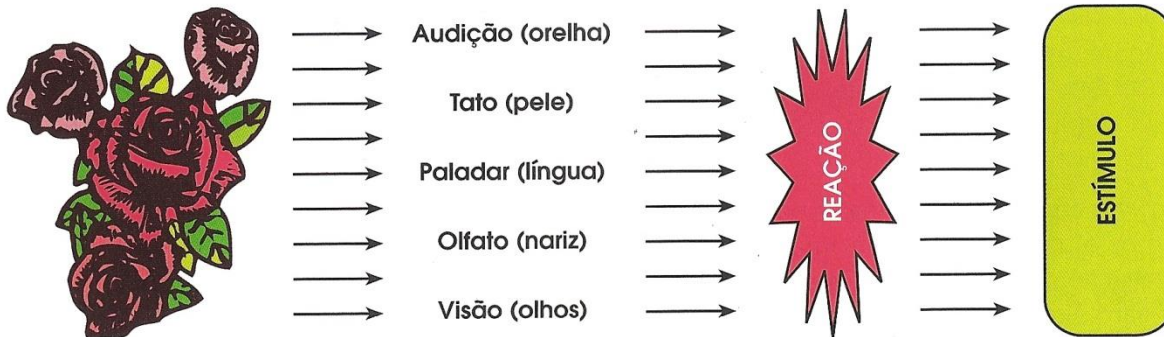 Audição (orelha)
Tato (pele)
Paladar (língua)
Olfato (nariz)
Visão (olhos)
REAÇÃO
ESTÍMULO